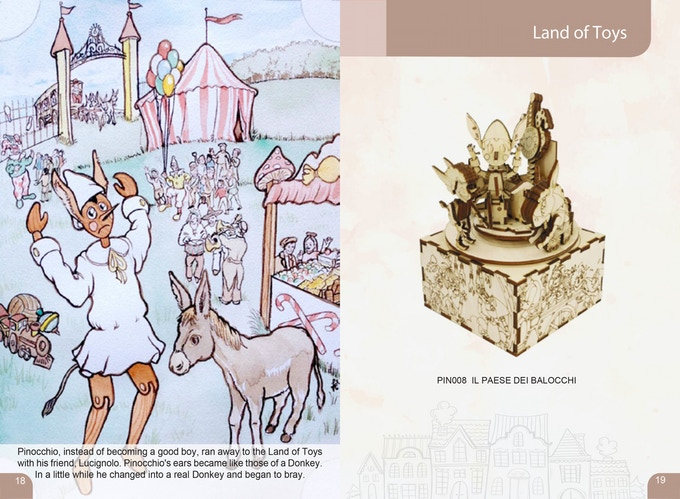 Pinocchio, instead of becoming a good boy, ran away to the Land of Toys
with his friend, Lucignolo. Pinocchio's ears became like those of a Donkey.
In a little while he changed into a real Donkey and began to bray.
18
Land of Toys
PIN008 IL PAESE DEI BALOCCHI
19